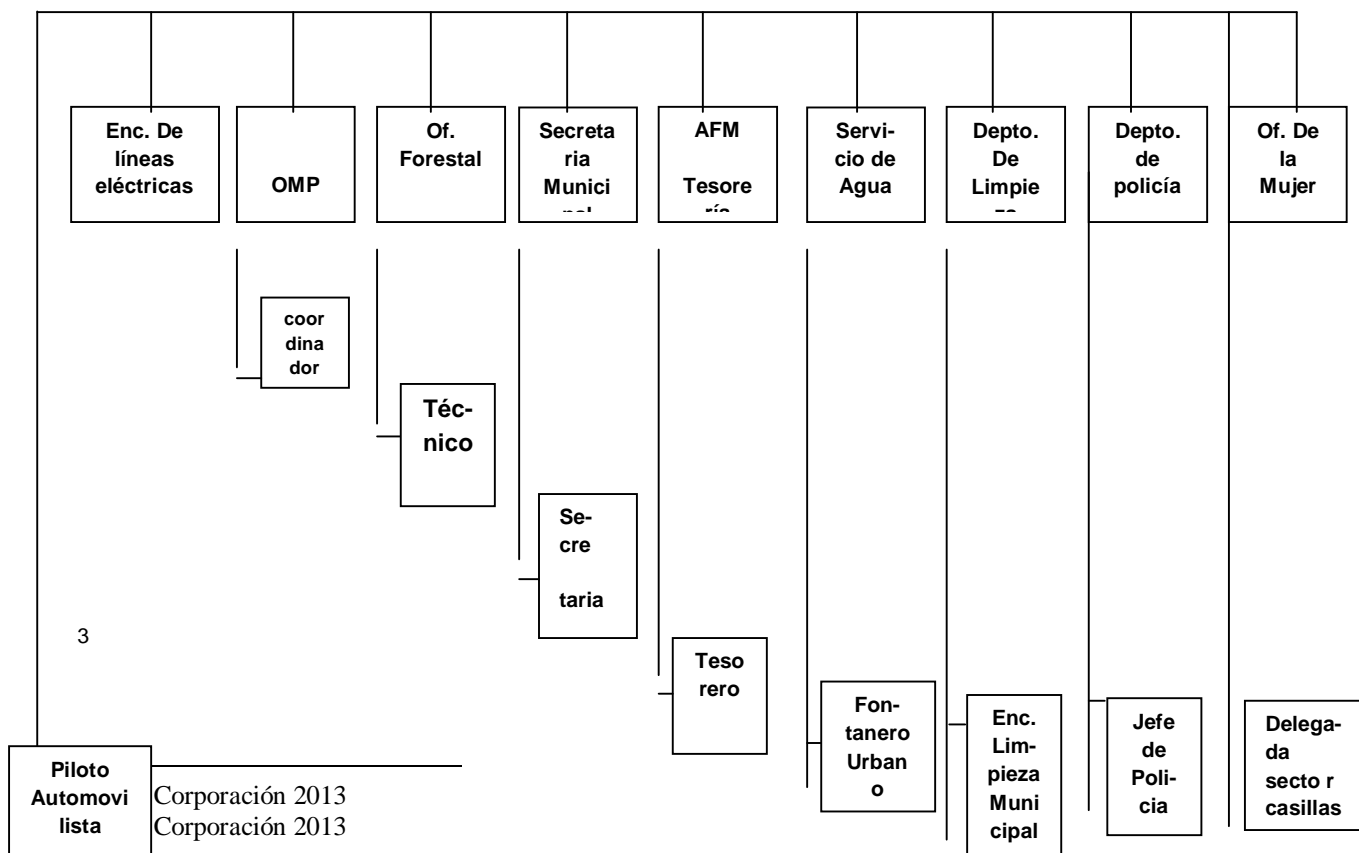 Enc. De
líneas
eléctricas
OMP
Of.
Forestal
Secreta
ria
Munici
AFM
Tesore
ría
Servi-
cio de
Agua
Depto.
De
Limpie
za
Depto.
de
policía
Of. De
la
Mujer
coor
dina
dor
Téc-
nico
Se-
cre
taria
Teso
rero
Fon-
tanero
Urban
o
Enc.
Lim-
pieza
Muni
cipal
Jefe
de
Poli-
cia
Delega-
da
secto r
casillas
3
Piloto
Automovi
lista
Corporación 2013
Corporación 2013